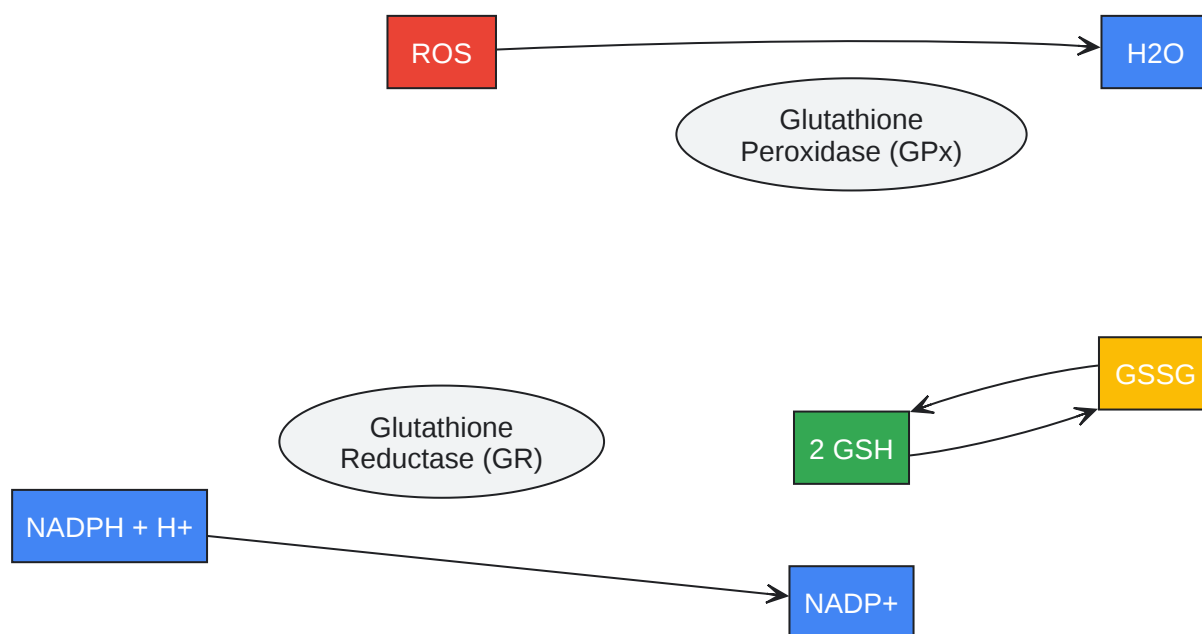 ROS
H2O
Glutathione
Peroxidase (GPx)
GSSG
2 GSH
Glutathione
Reductase (GR)
NADPH + H+
NADP+